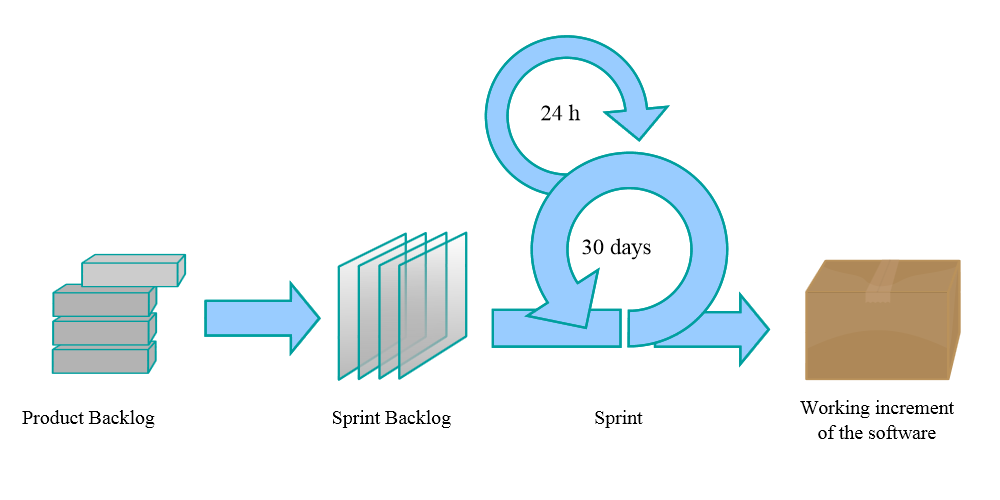 24 h
30 days
Product Backlog
Sprint Backlog
Sprint
Working increment
of the software